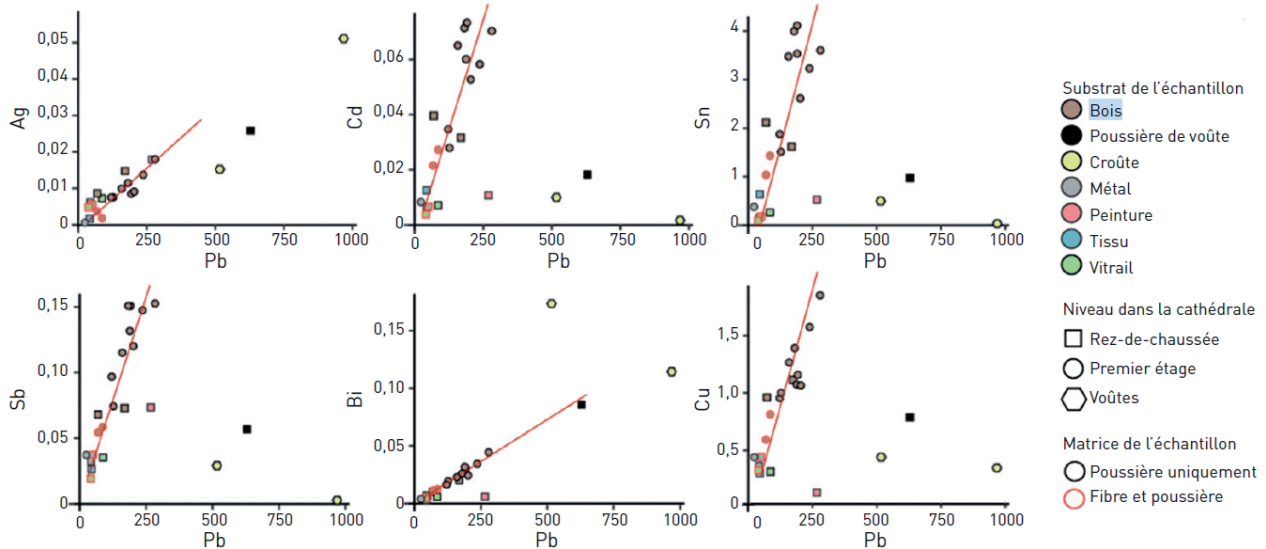 Ag
0,05
0,04
0,03
0,02
0,01
0
0
250
500
750
1000
Pb
Cd
0,06
0,04
0,02
0
0
250
500
750
1000
Pb
Sn
4
3
2
1
0
0
250
500
750
1000
Pb
Sb
0,15
0,10
0,05
0
0
250
500
750
1000
Pb
Bi
0,15
0,10
0,05
0
0
250
500
750
1000
Pb
Cu
1,5
1,0
0,5
0
0
250
500
750
1000
Pb
Substrat de l'échantillon
Bois
Poussière de voûte
Croûte
Métal
Peinture
Tissu
Vitrail
Niveau dans la cathédrale
Rez-de-chaussée
Premier étage
Voûtes
Matrice de l'échantillon
Poussière uniquement
Fibre et poussière